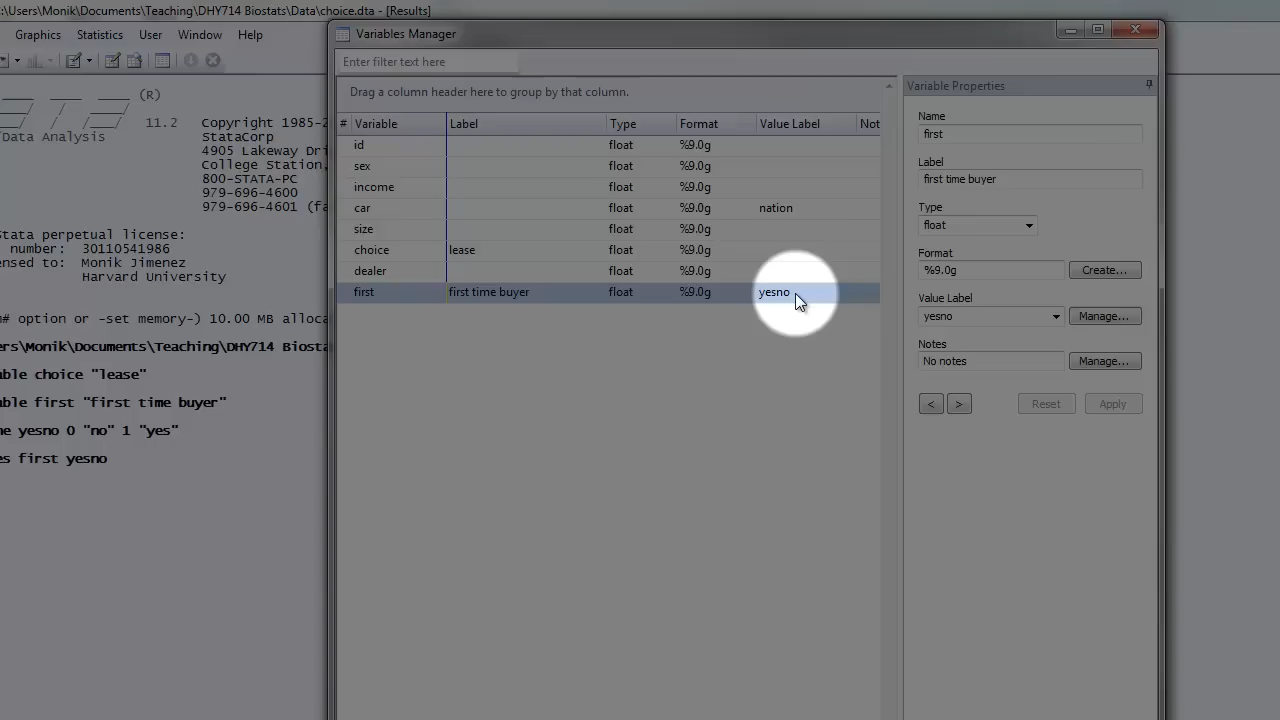 :\Users\Monik\Documents\Teaching\DHY714 Biostats\Data\choice.dta - [Results]
Graphics Statistics User Window Help
(R)
11.2 Copyright 1985-2
/Data Analysis StataCorp
4905 Lakeway Dri
College Station,
800-STATA-PC
979-696-4600
979-696-4601 (fa
Stata perpetual license:
number: 30110541986
ensed to: Monik Jimenez
Harvard University
# option or -set memory-) 10.00 MB alloca
ers\Monik\Documents\Teaching\DHY714 Biosta
ble choice "lease"
ble first "first time buyer"
ne yesno 0 "no" 1 "yes"
es first yesno
Variables Manager
Enter filter text here
Drag a column header here to group by that column.
# Variable Label Type Format Value Label Not
id float %9.0g
sex float %9.0g
income float %9.0g
car float %9.0g nation
size float %9.0g
choice lease float %9.0g
dealer float %9.0g
first first time buyer float %9.0g yesno
Variable Properties
Name
first
Label
first time buyer
Type
float
Format
%9.0g Create...
Value Label
yesno Manage...
Notes
No notes Manage...
< > Reset Apply